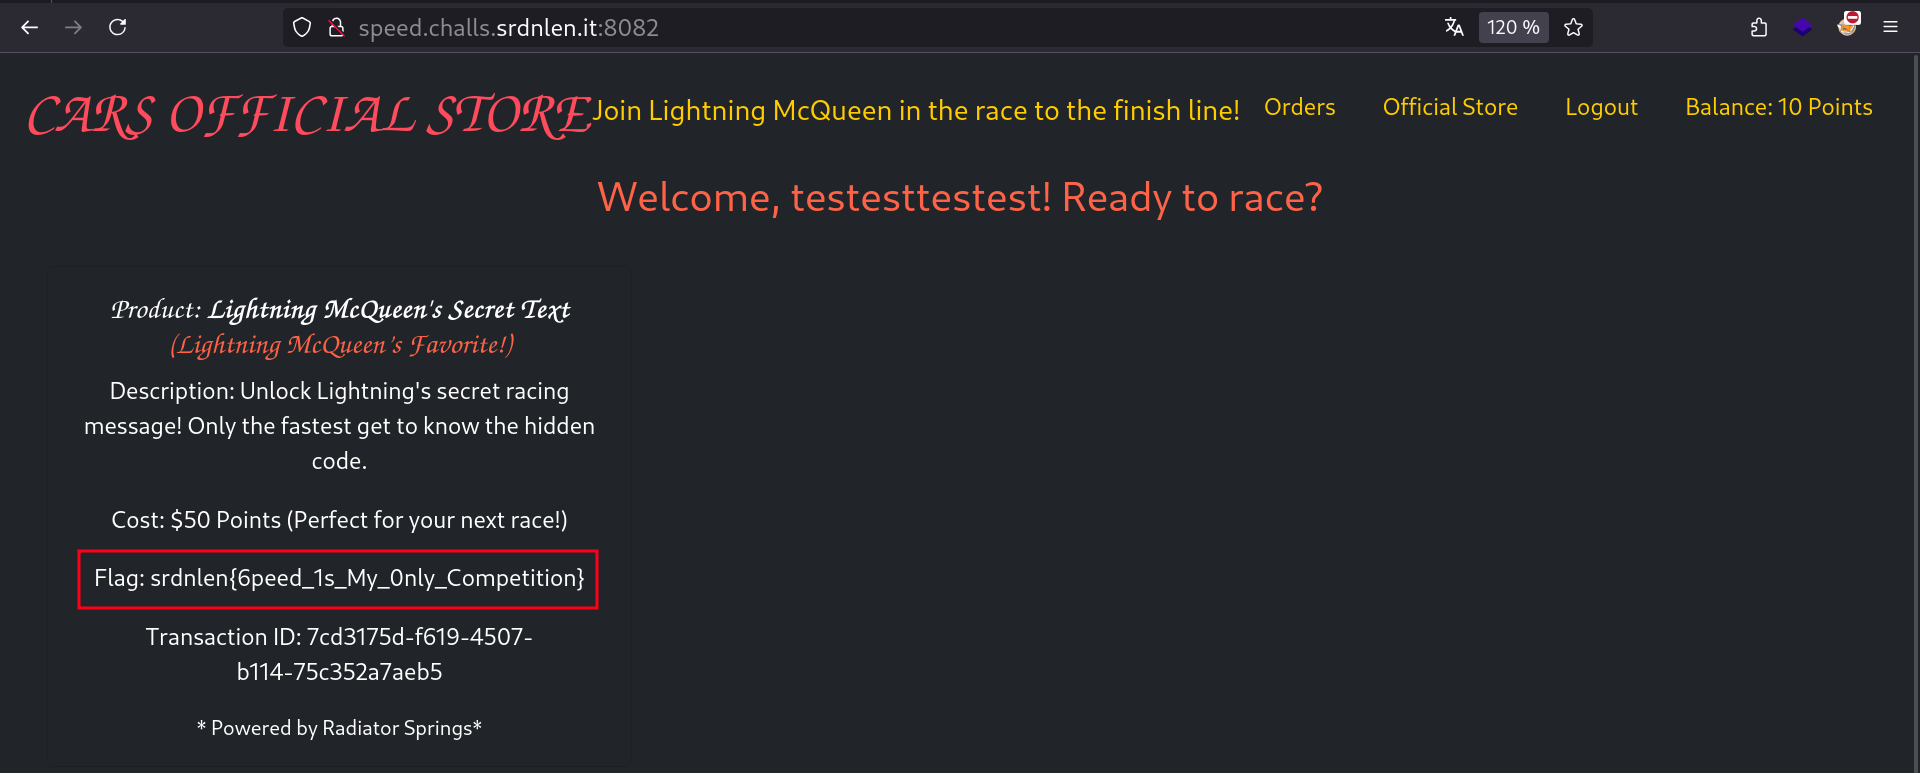 speed.challs.srdnlen.it:8082
120 %
CARS OFFICIAL STORE
Join Lightning McQueen in the race to the finish line!
Orders
Official Store
Logout
Balance: 10 Points
Welcome, testesttestest! Ready to race?
Product: Lightning McQueen's Secret Text
(Lightning McQueen's Favorite!)
Description: Unlock Lightning's secret racing
message! Only the fastest get to know the hidden
code.
Cost: $50 Points (Perfect for your next race!)
Flag: srdnlen{6peed_1s_My_0nly_Competition}
Transaction ID: 7cd3175d-f619-4507-
b114-75c352a7aeb5
* Powered by Radiator Springs*